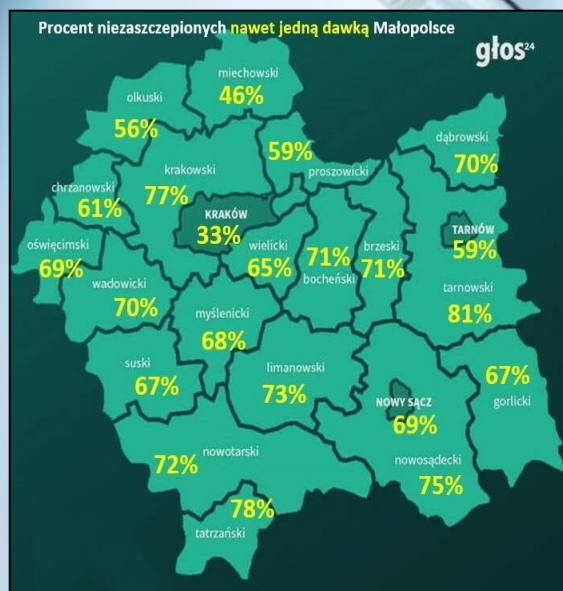 Procent niezaszczepionych nawet jedną dawką Małopolsce
głos24
miechowski
46%
olkuski
56%
59%
proszowicki
dąbrowski
70%
krakowski
77%
chrzanowski
61%
KRAKÓW
33%
TARNÓW
59%
oświęcimski
69%
wielicki
65%
71%
bocheński
brzeski
71%
wadowicki
70%
tarnowski
81%
myślenicki
68%
suski
67%
limanowski
73%
67%
gorlicki
NOWY SĄCZ
69%
nowotarski
72%
nowosądecki
75%
78%
tatrzański